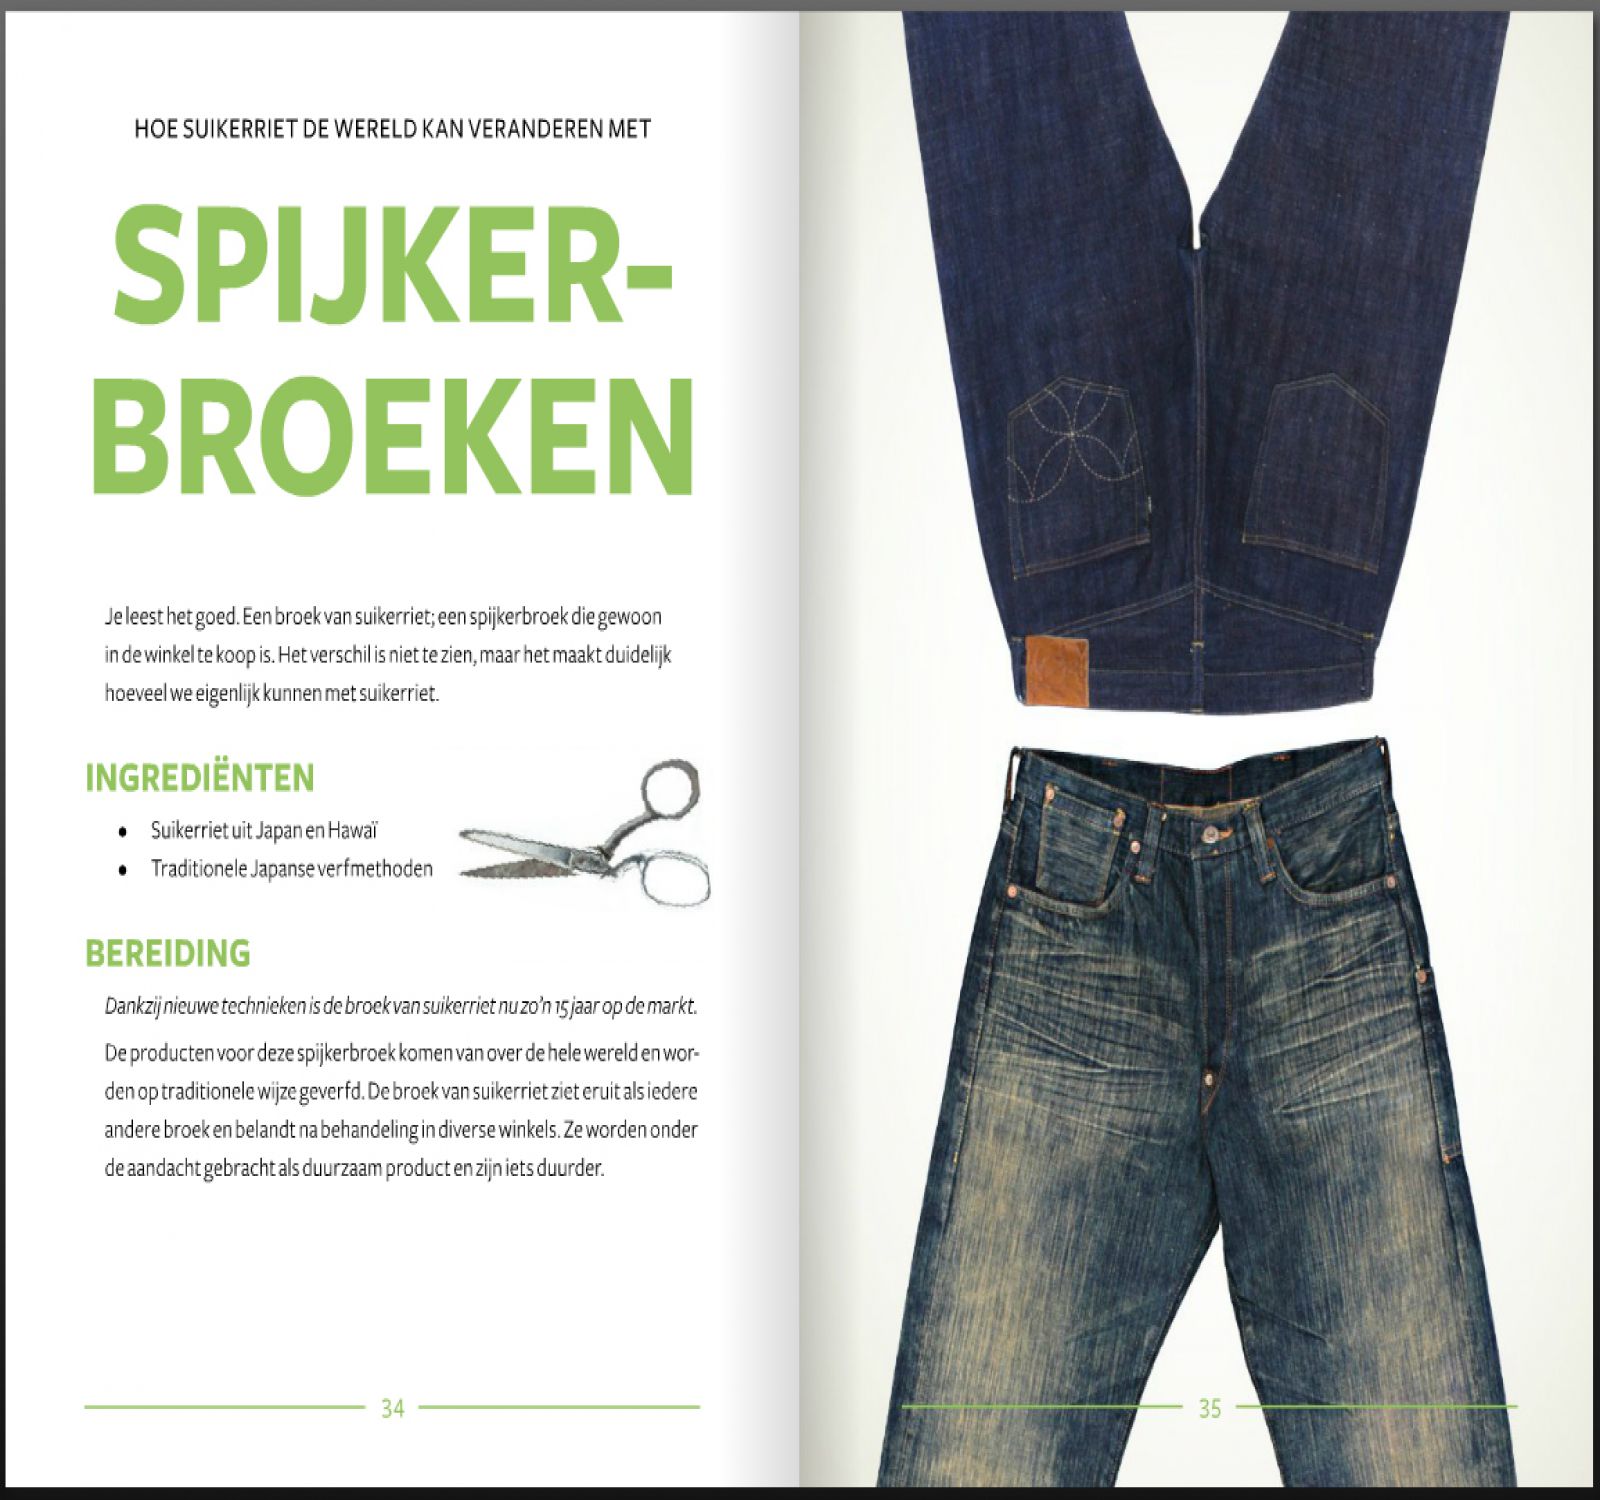 HOE SUIKERRIET DE WERELD KAN VERANDEREN MET
SPIJKER-
BROEKEN
Je leest het goed. Een broek van suikerriet; een spijkerbroek die gewoon
in de winkel te koop is. Het verschil is niet te zien, maar het maakt duidelijk
hoeveel we eigenlijk kunnen met suikerriet.
INGREDIËNTEN
• Suikerriet uit Japan en Hawaï
• Traditionele Japanse verfmethoden
BEREIDING
Dankzij nieuwe technieken is de broek van suikerriet nu zo'n 15 jaar op de markt.
De producten voor deze spijkerbroek komen van over de hele wereld en wor-
den op traditionele wijze geverfd. De broek van suikerriet ziet eruit als iedere
andere broek en belandt na behandeling in diverse winkels. Ze worden onder
de aandacht gebracht als duurzaam product en zijn iets duurder.
34
35